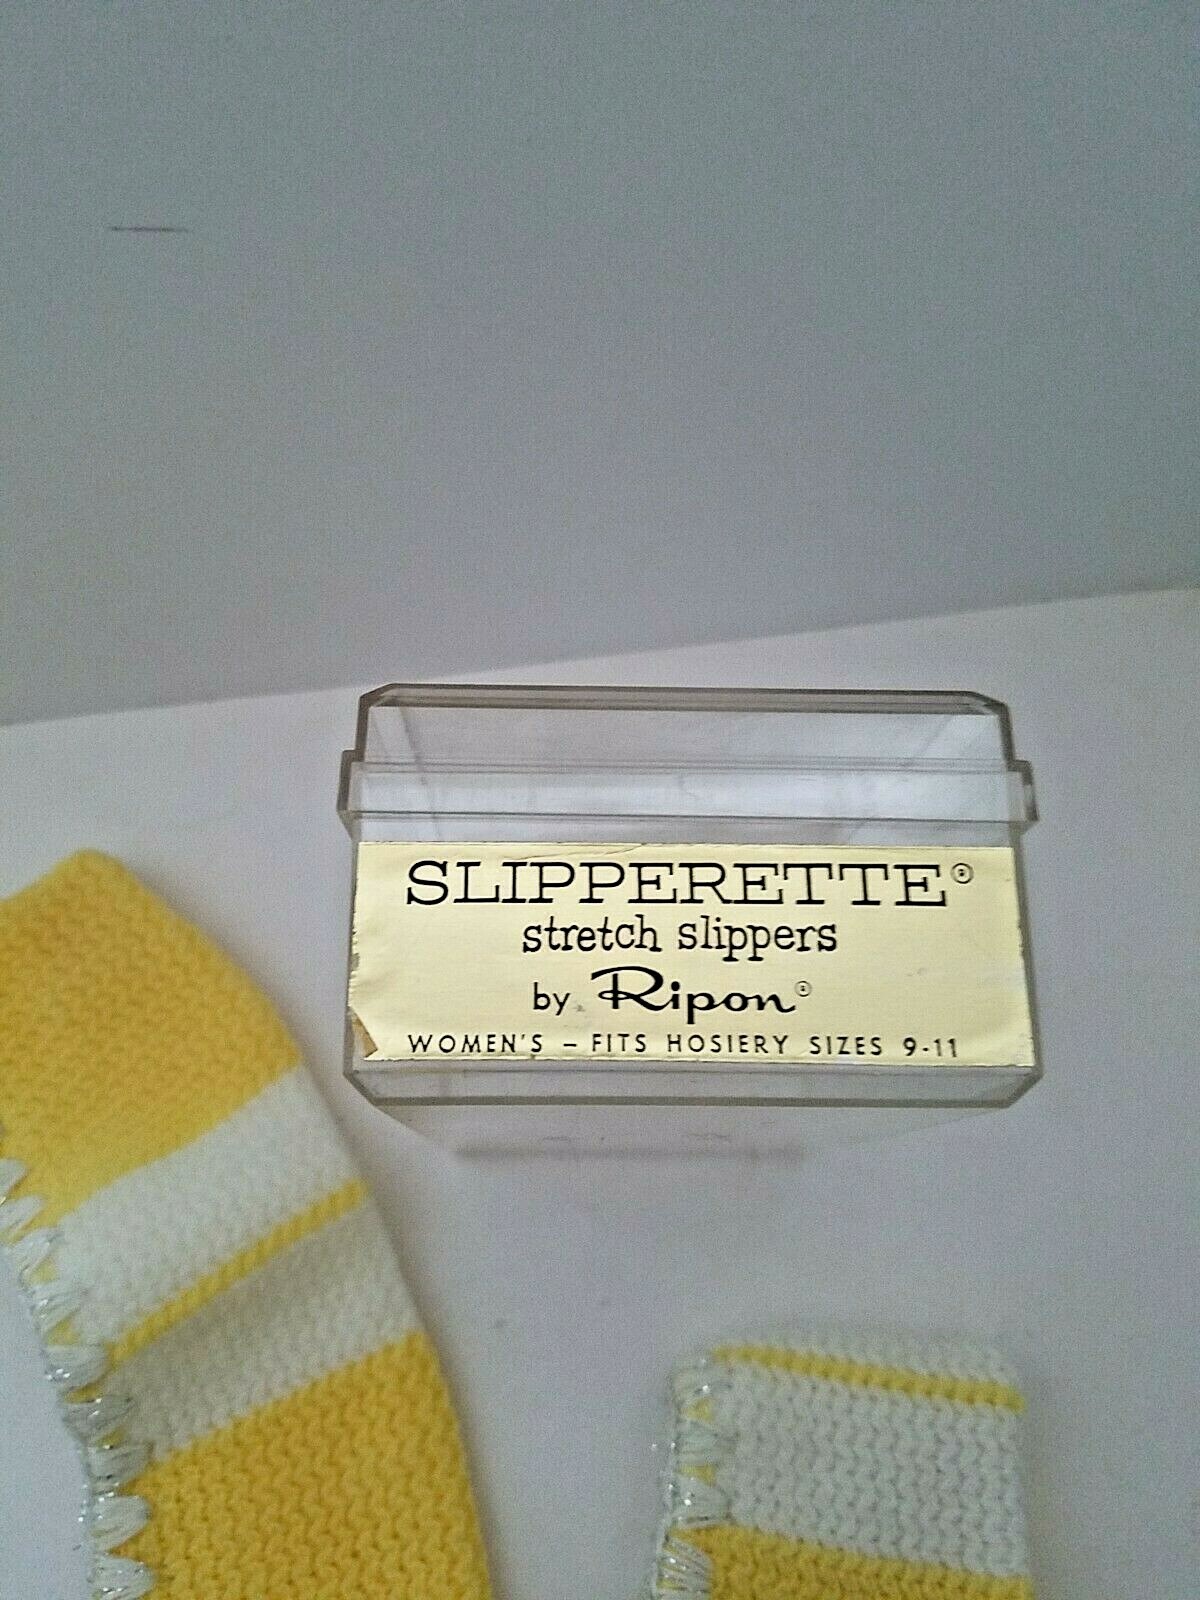 SLIPPERETTE®
stretch slippers
by Ripon®
WOMEN'S – FITS HOSIERY SIZES 9-11